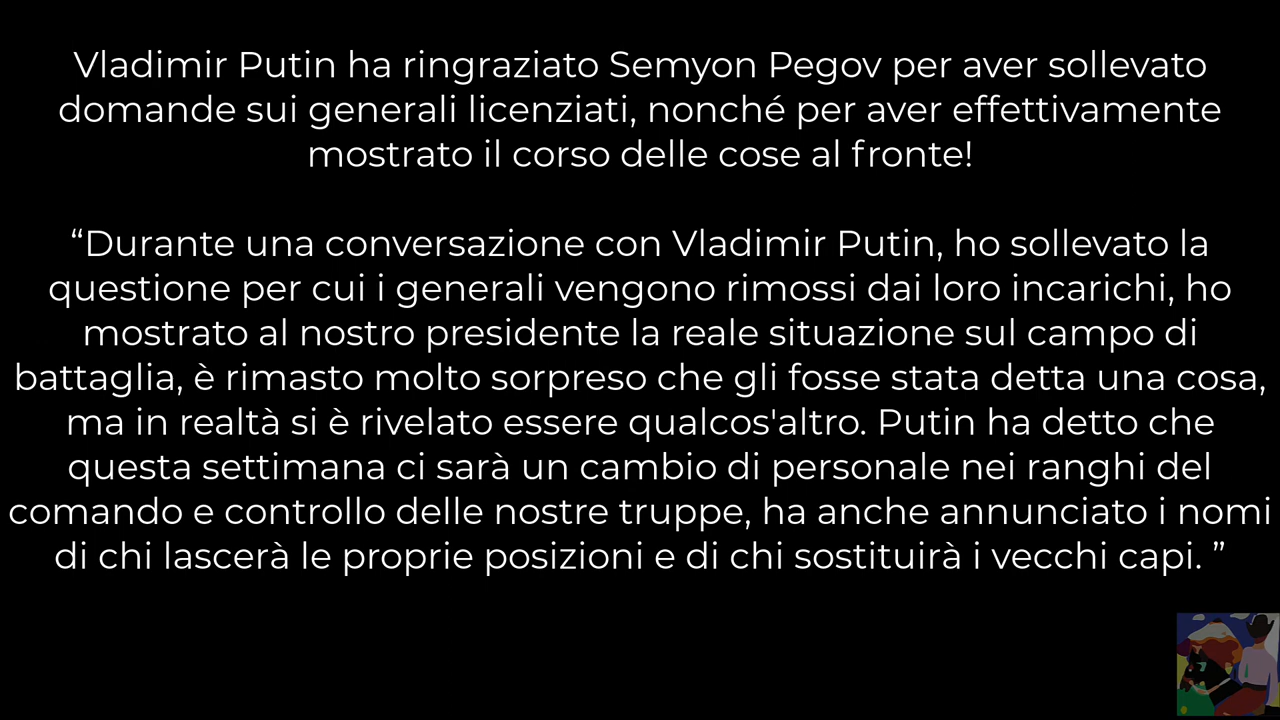 Vladimir Putin ha ringraziato Semyon Pegov per aver sollevato
domande sui generali licenziati, nonché per aver effettivamente
mostrato il corso delle cose al fronte!
“Durante una conversazione con Vladimir Putin, ho sollevato la
questione per cui i generali vengono rimossi dai loro incarichi, ho
mostrato al nostro presidente la reale situazione sul campo di
battaglia, è rimasto molto sorpreso che gli fosse stata detta una cosa,
ma in realtà si è rivelato essere qualcos'altro. Putin ha detto che
questa settimana ci sarà un cambio di personale nei ranghi del
comando e controllo delle nostre truppe, ha anche annunciato i nomi
di chi lascerà le proprie posizioni e di chi sostituirà i vecchi capi. ”